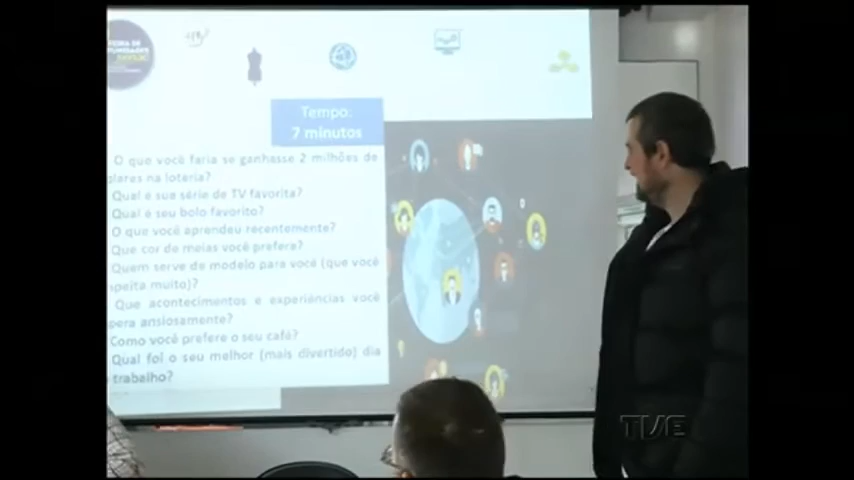 Tempo:
7 minutos
O que você faria se ganhasse 2 milhões de
lares na loteria?
Qual é sua série de TV favorita?
Qual é seu bolo favorito?
O que você aprendeu recentemente?
Que cor de meias você prefere?
Quem serve de modelo para você (que você
peita muito)?
Que acontecimentos e experiências você
pera ansiosamente?
Como você prefere o seu café?
Qual foi o seu melhor (mais divertido) dia
trabalho?
TVE